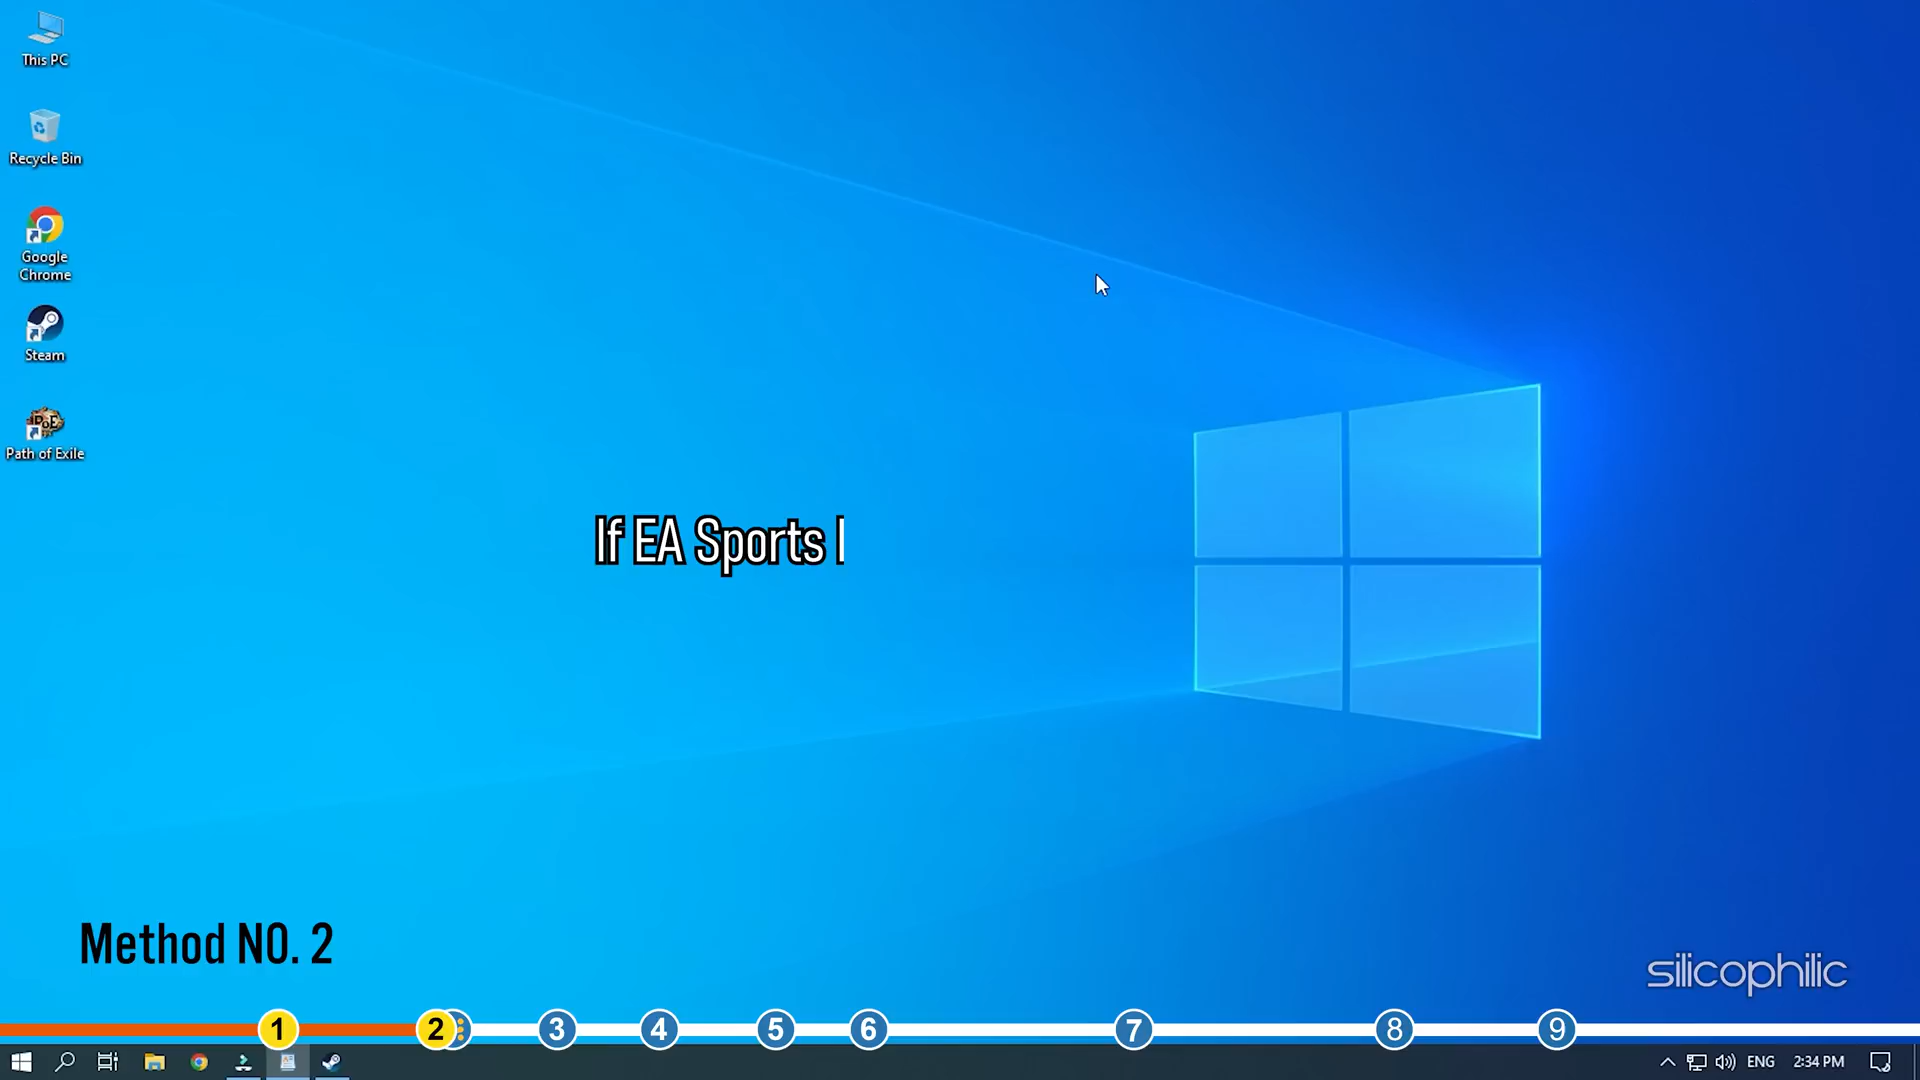 This PC
Recycle Bin
Google
Chrome
Steam
Path of Exile
If EA Sports
Method NO. 2
silicophilic
1
2
3
4
5
6
7
8
9
ENG
2:34 PM